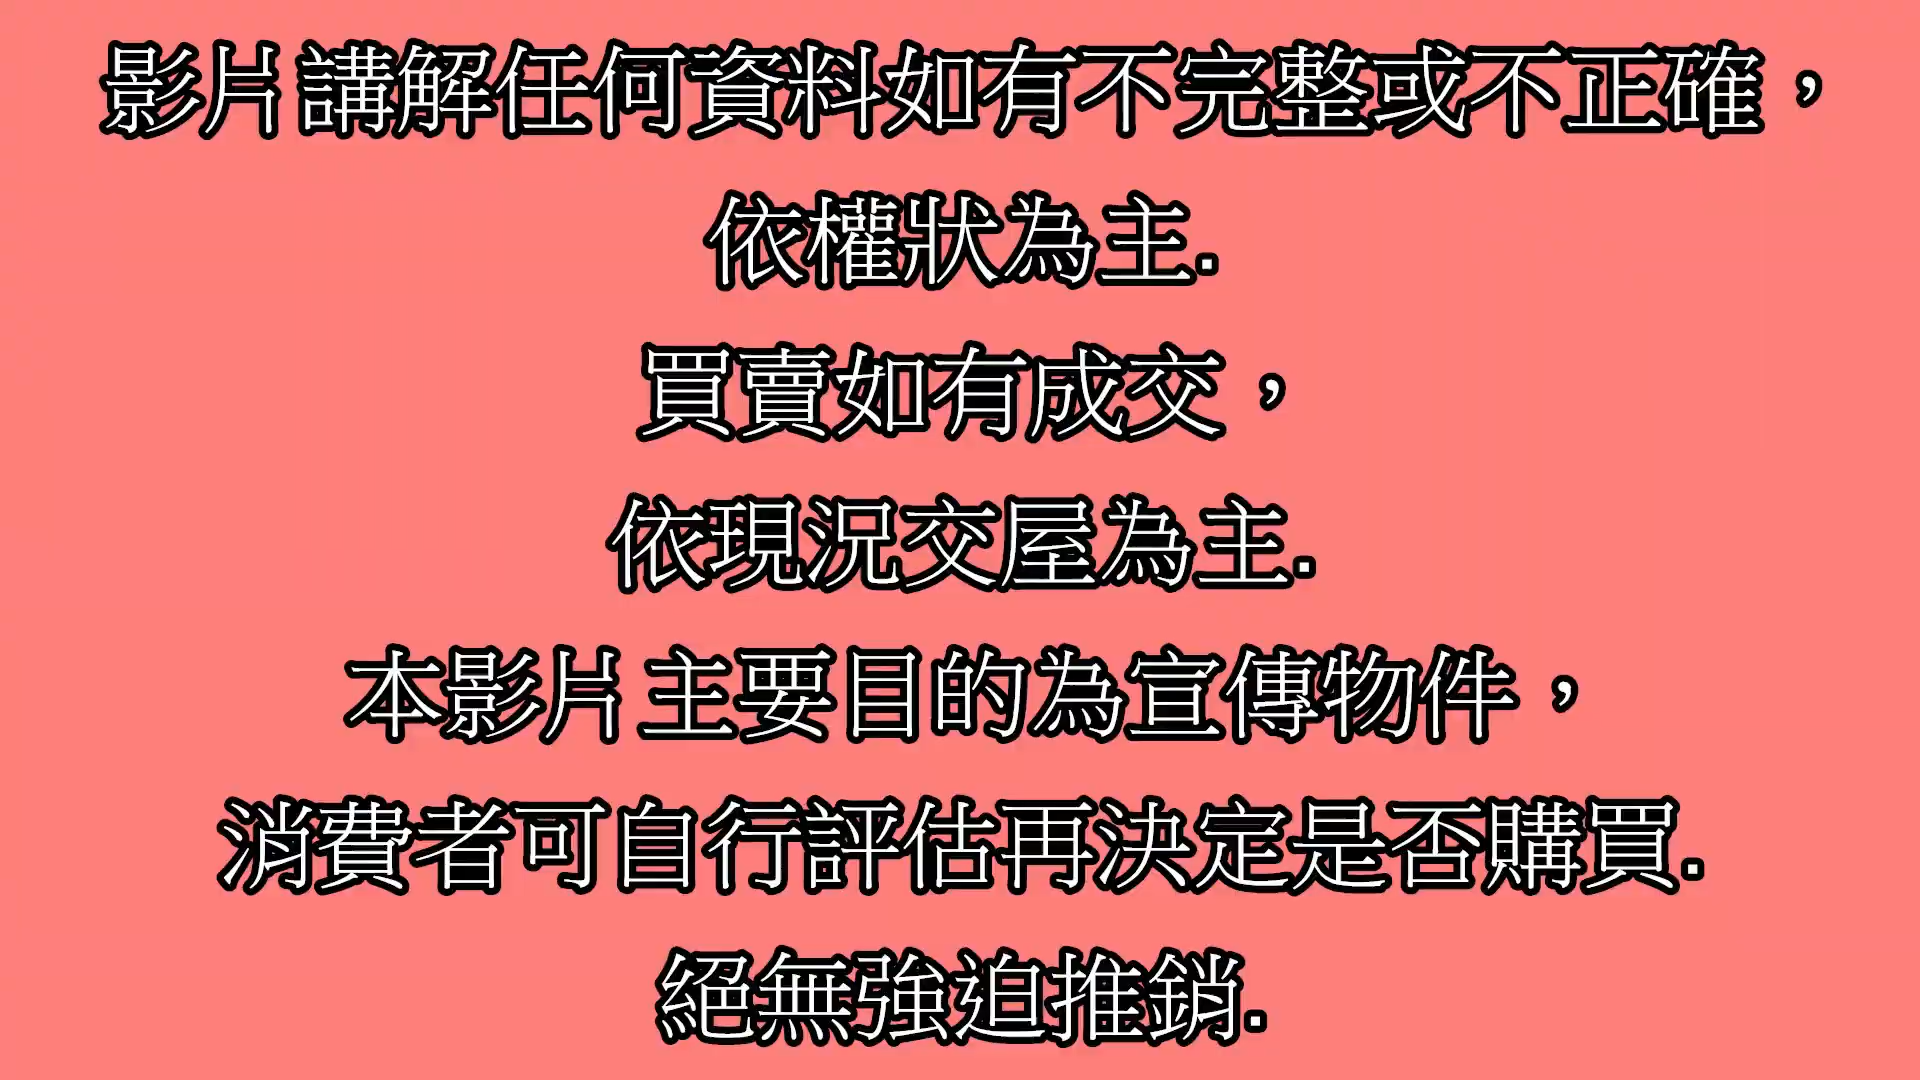 影片講解任何資料如有不完整或不正確，
依權狀為主.
買賣如有成交，
依現況交屋為主.
本影片主要目的為宣傳物件，
消費者可自行評估再決定是否購買.
絕無強迫推銷.